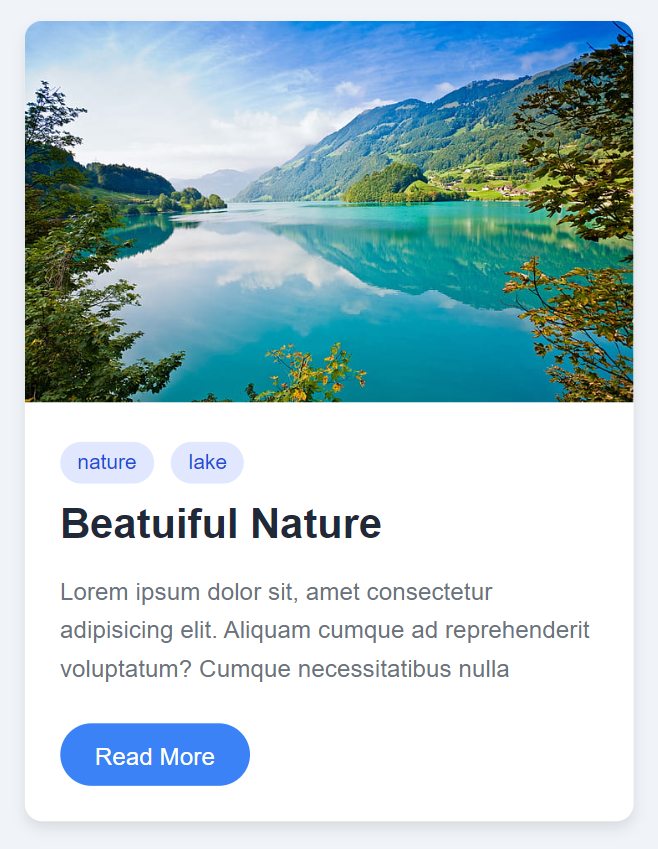 nature lake
Beatuiful Nature
Lorem ipsum dolor sit, amet consectetur
adipisicing elit. Aliquam cumque ad reprehenderit
voluptatum? Cumque necessitatibus nulla
Read More